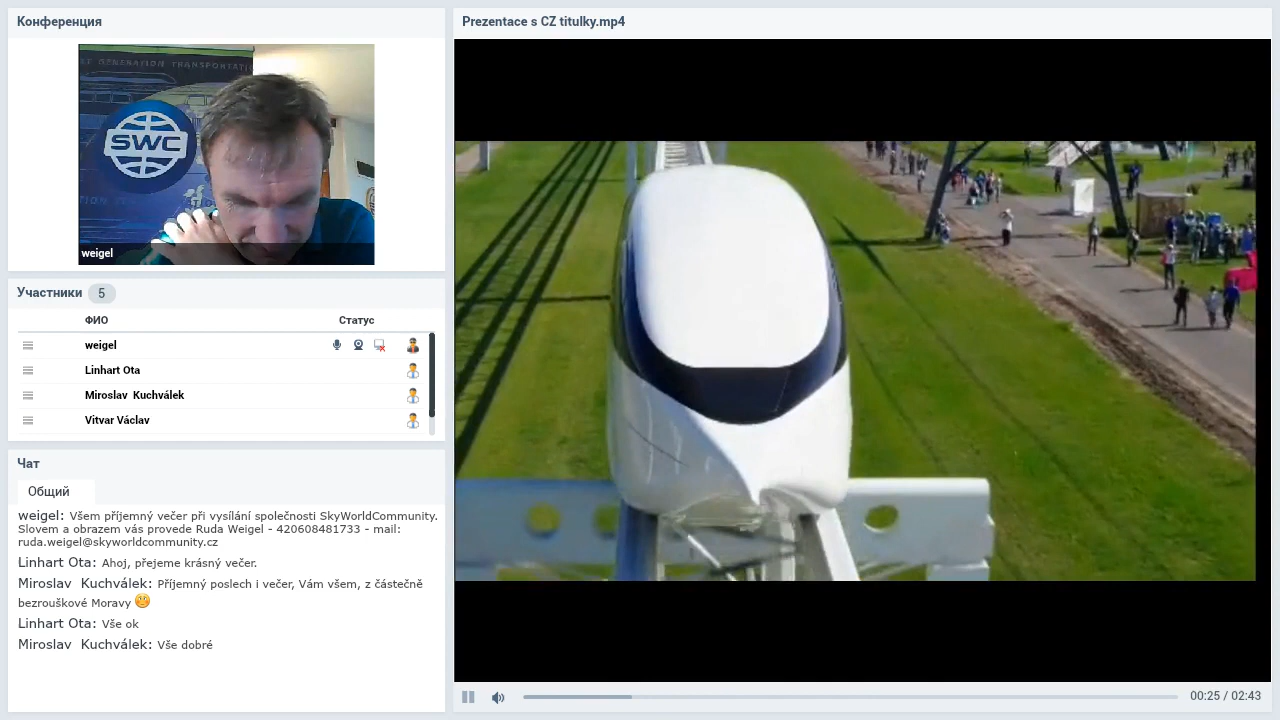 Конференция
XT GENERATION TRANSPORTATIO
SWC
weigel
Участники 5
ФИО Статус
weigel
Linhart Ota
Miroslav Kuchválek
Vitvar Václav
Чат
Общий
weigel: Všem příjemný večer při vysílání společnosti SkyWorldCommunity.
Slovem a obrazem vás provede Ruda Weigel - 420608481733 - mail:
ruda.weigel@skyworldcommunity.cz
Linhart Ota: Ahoj, přejeme krásný večer.
Miroslav Kuchválek: Příjemný poslech i večer, Vám všem, z částečně
bezrouškové Moravy
Linhart Ota: Vše ok
Miroslav Kuchválek: Vše dobré
Prezentace s CZ titulky.mp4
00:25 / 02:43